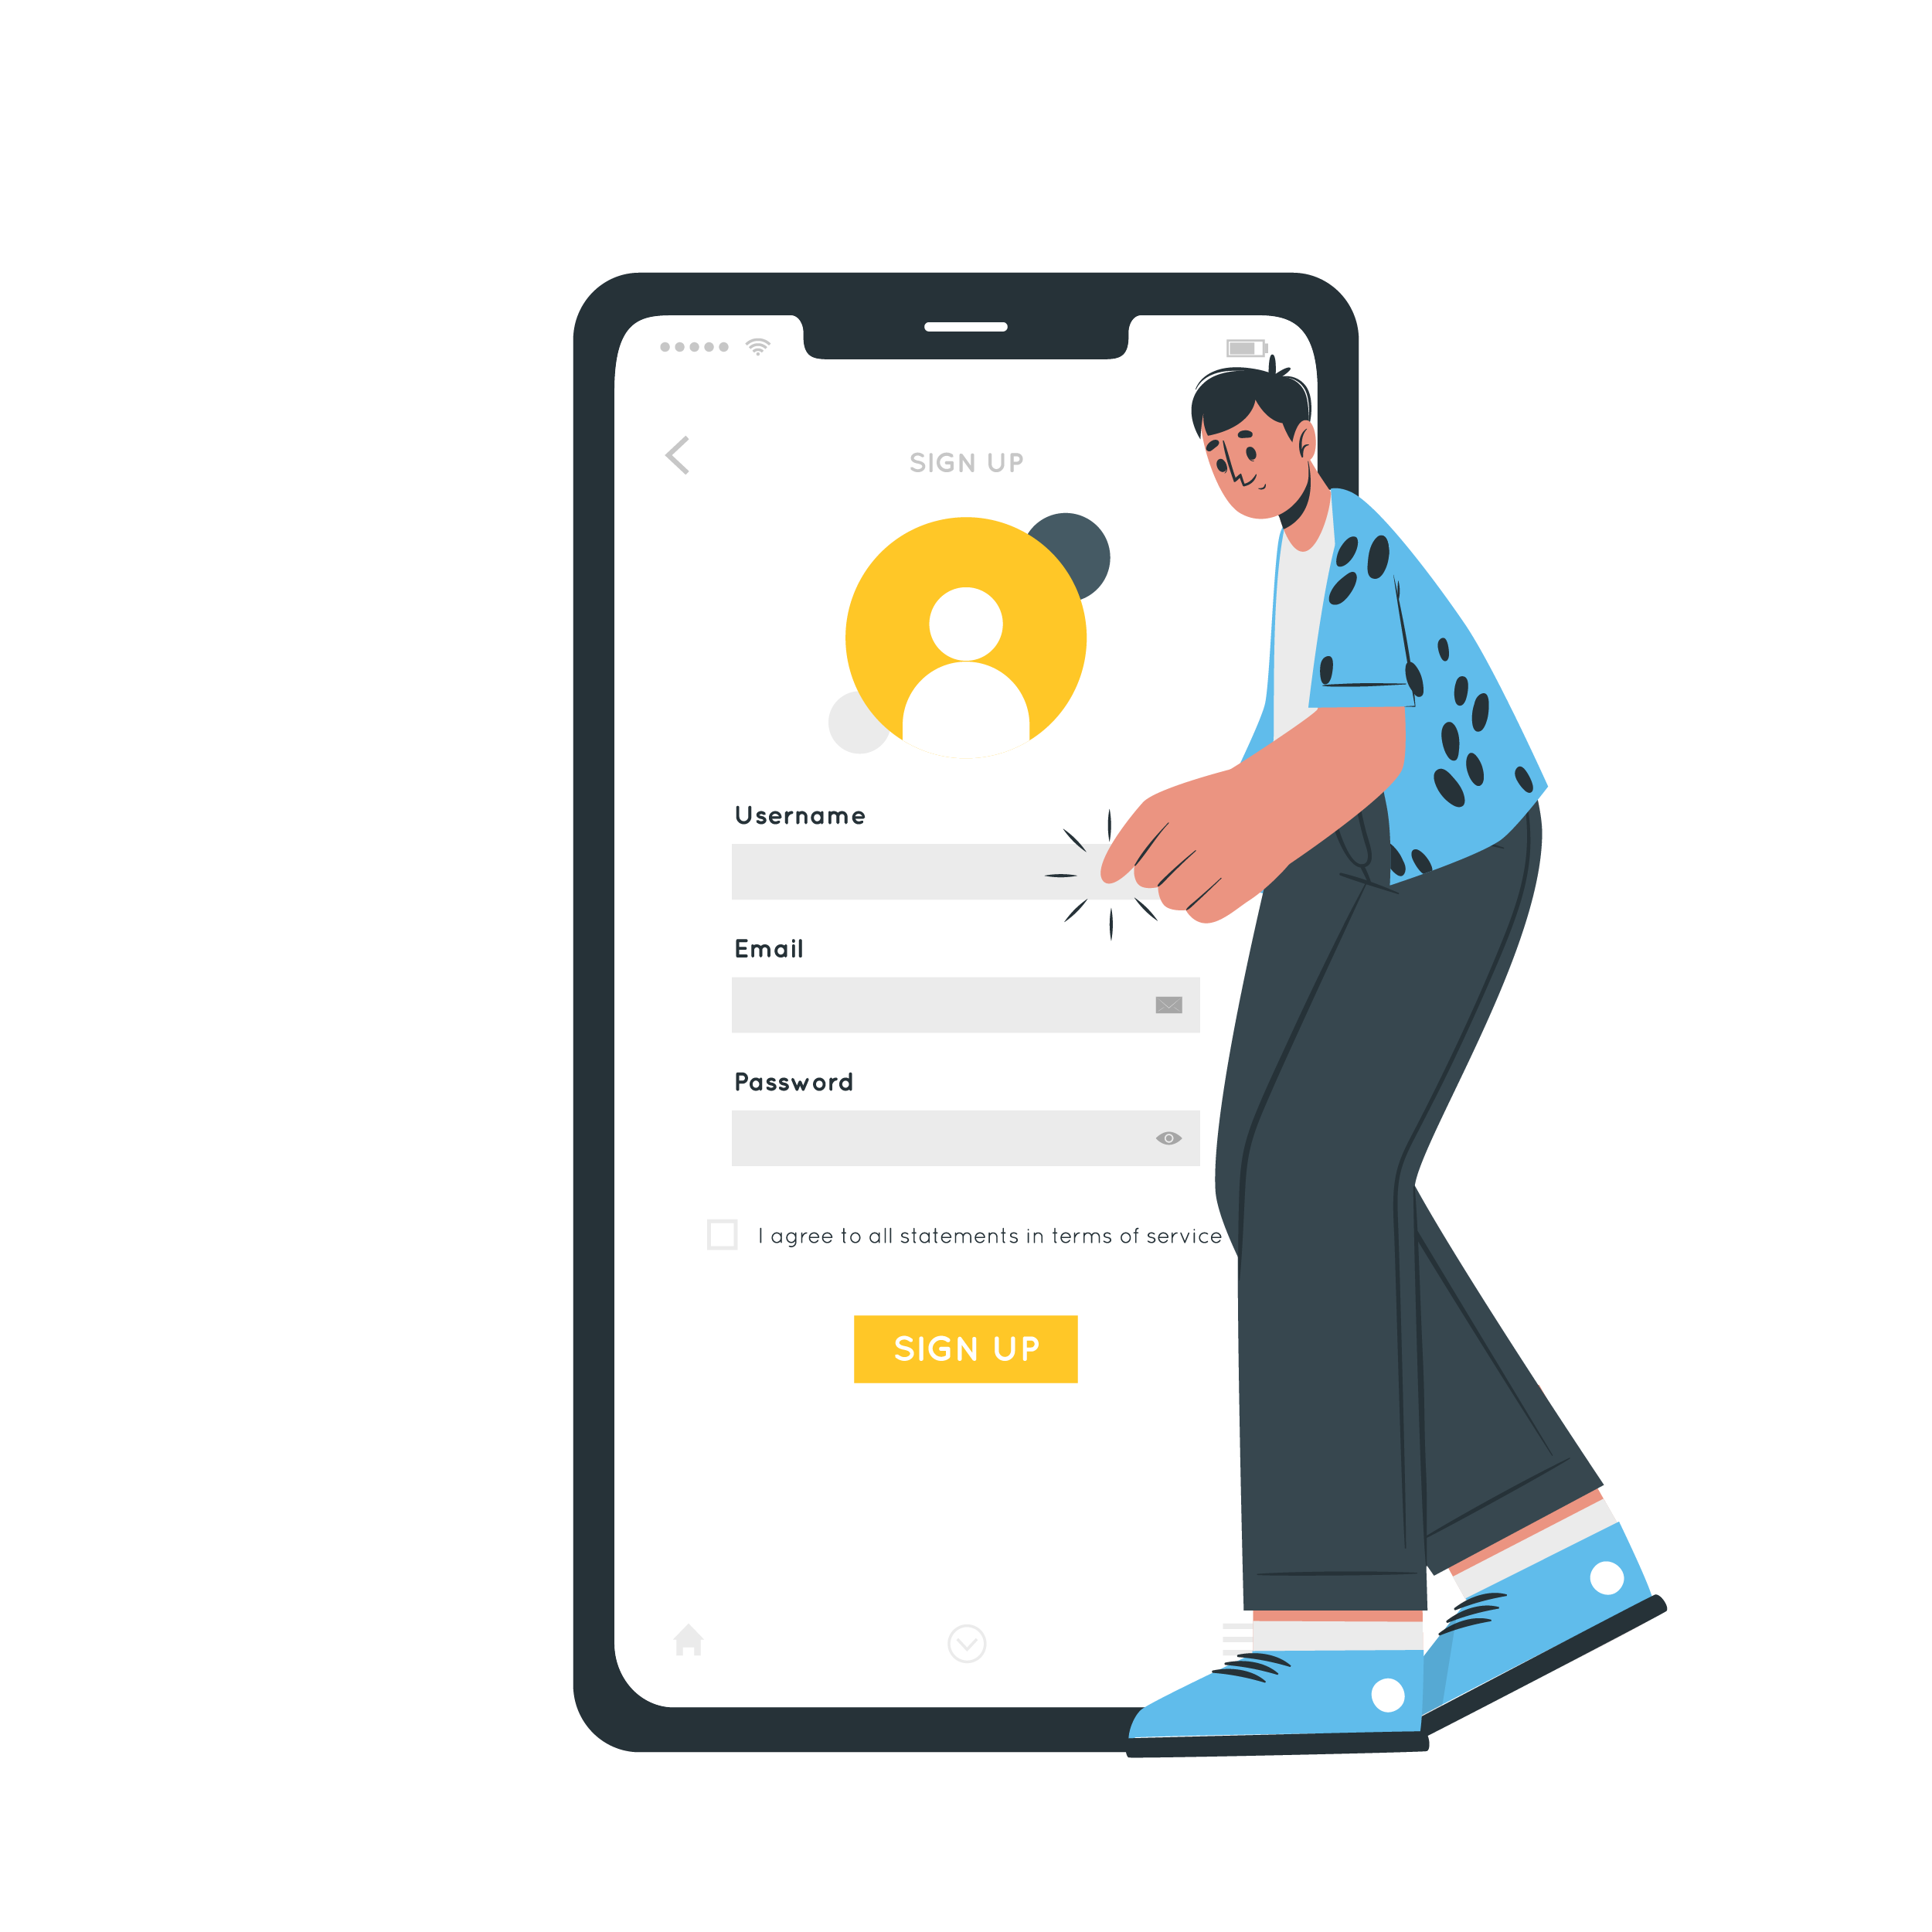 SIGN UP
Username
Email
Password
I agree to all statements in terms of service
SIGN UP